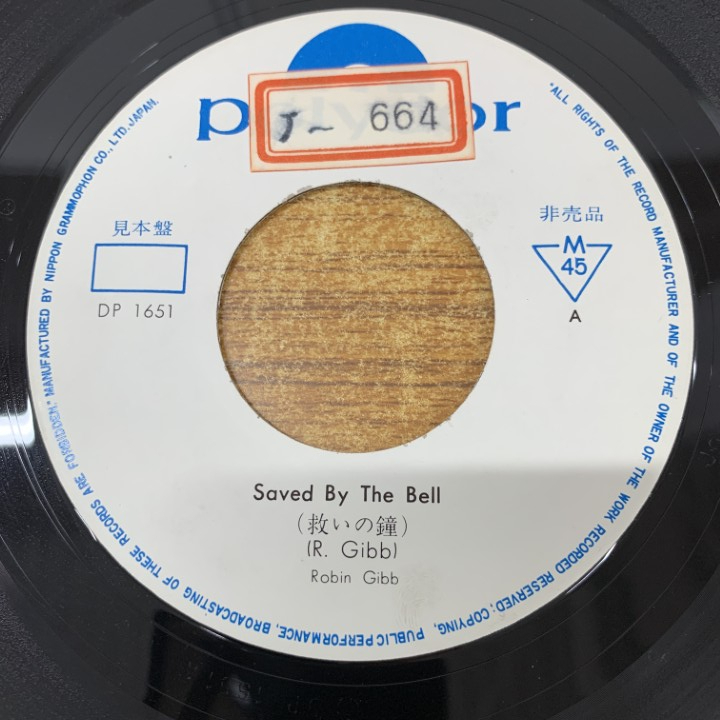 polydor
J- 664
見本盤
DP 1651
非売品
M
45
A
Saved By The Bell
(救いの鐘)
(R. Gibb)
Robin Gibb
"ALL RIGHTS OF THE RECORD MANUFACTURER AND OF THE OWNER OF THE WORK RECORDED RESERVED; COPYING, PUBLIC PERFORMANCE, BROADCASTING OF THESE RECORDS ARE FORBIDDEN." MANUFACTURED BY NIPPON GRAMMOPHON CO., LTD. JAPAN.